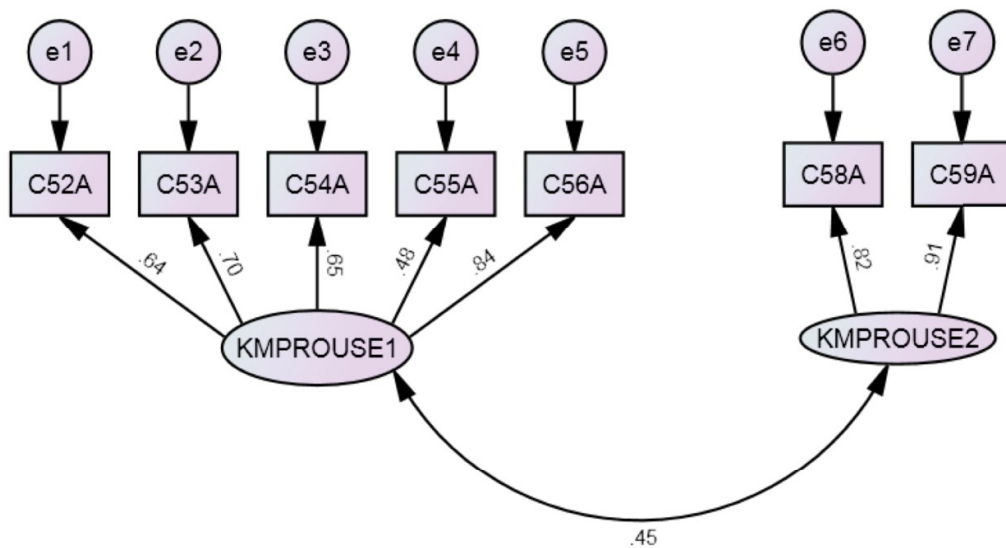 e1 e2 e3 e4 e5 e6 e7
C52A C53A C54A C55A C56A C58A C59A
.64 .70 .65 .48 .84 .82 .91
KMPROUSE1 KMPROUSE2
.45